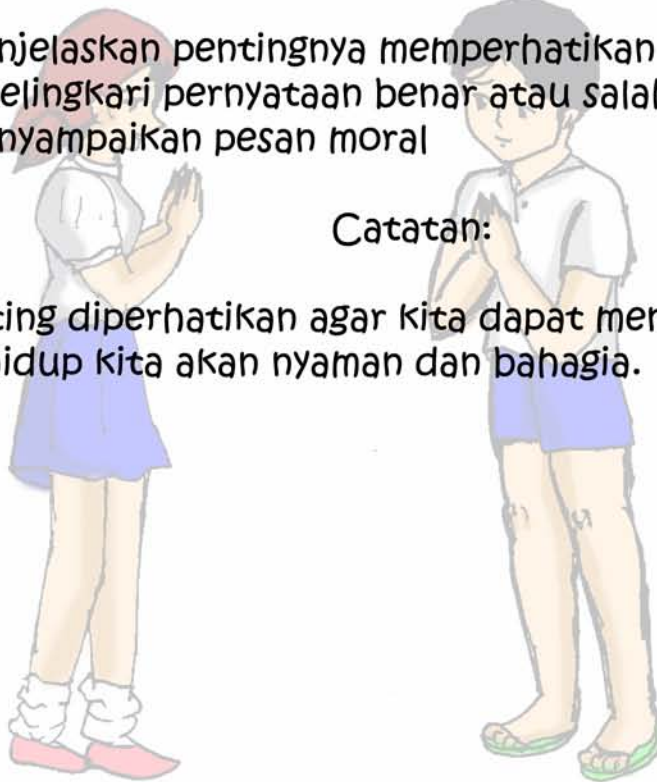 njelaskan pentingnya memperhatikan
elingkari pernyataan benar atau salal
nyampaikan pesan moral
Catatan:
ting diperhatikan agar kita dapat mer
idup kita akan nyaman dan bahagia.